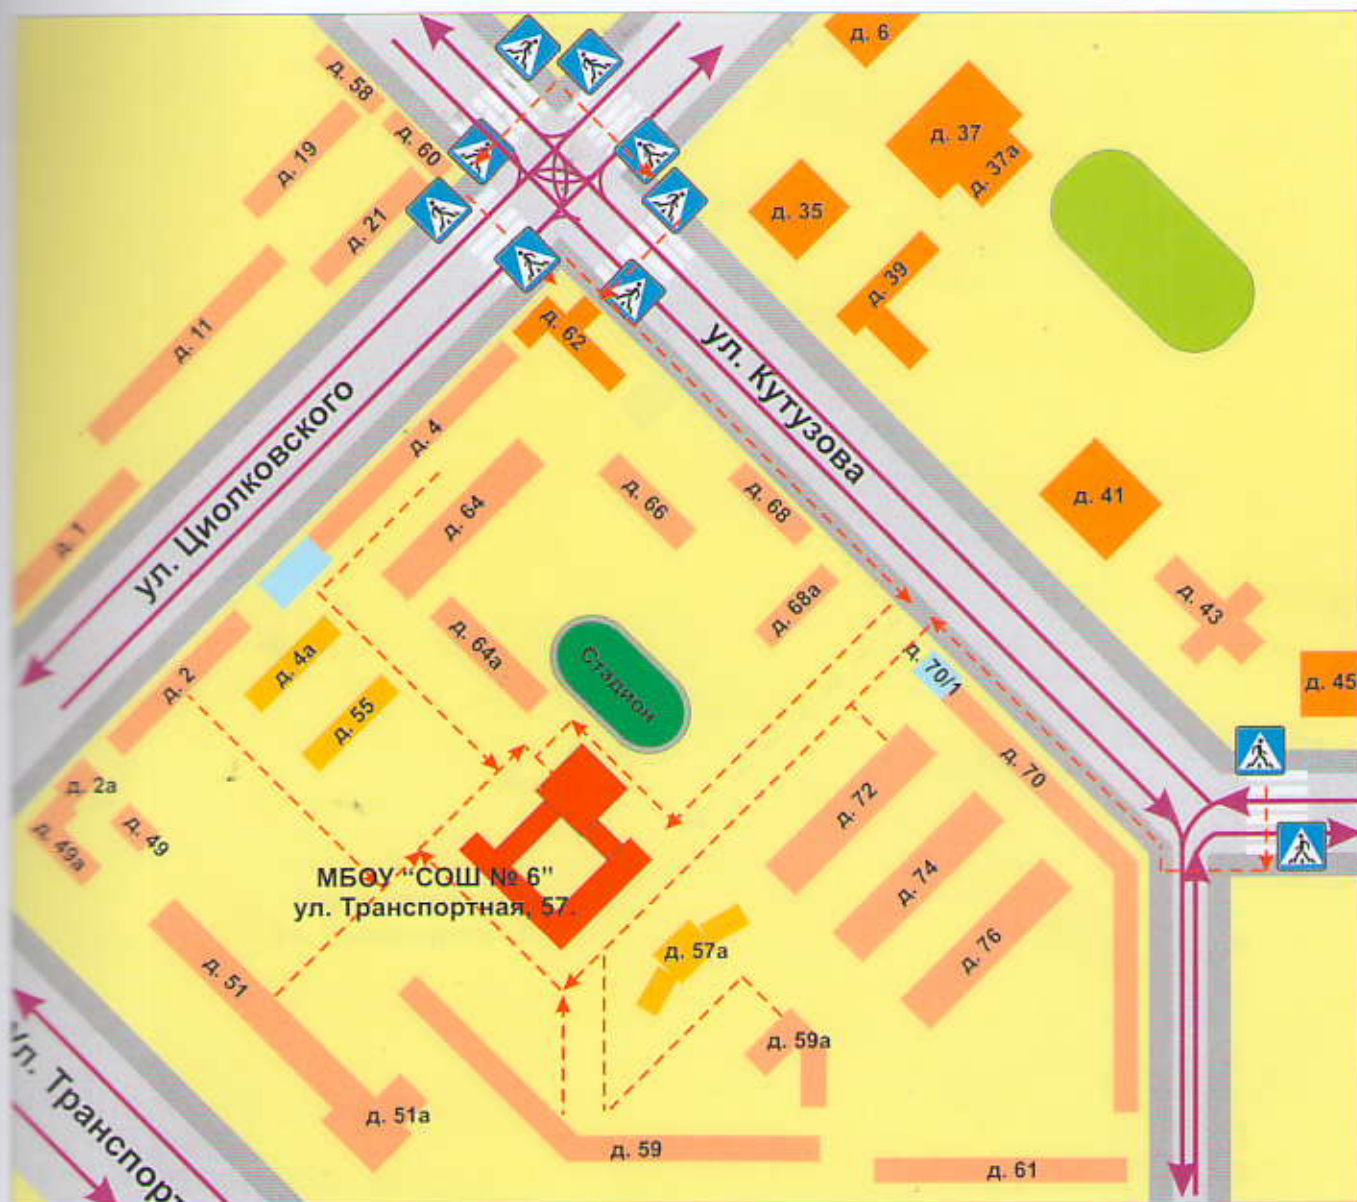 д. 6
д. 58
д. 60
д. 19
д. 21
д. 37
д. 37а
д. 35
д. 39
д. 11
д. 62
ул. Кутузова
ул. Циолковского
д. 4
д. 64
д. 66
д. 68
д. 41
д. 1
д. 68а
д. 43
д. 64а
Стадион
д. 4а
д. 2
д. 55
д. 70/1
д. 45
д. 70
д. 2а
д. 49а
д. 49
д. 72
МБОУ “СОШ № 6”
ул. Транспортная, 57.
д. 74
д. 76
д. 57а
д. 51
д. 59а
ул. Транспорт
д. 51а
д. 59
д. 61